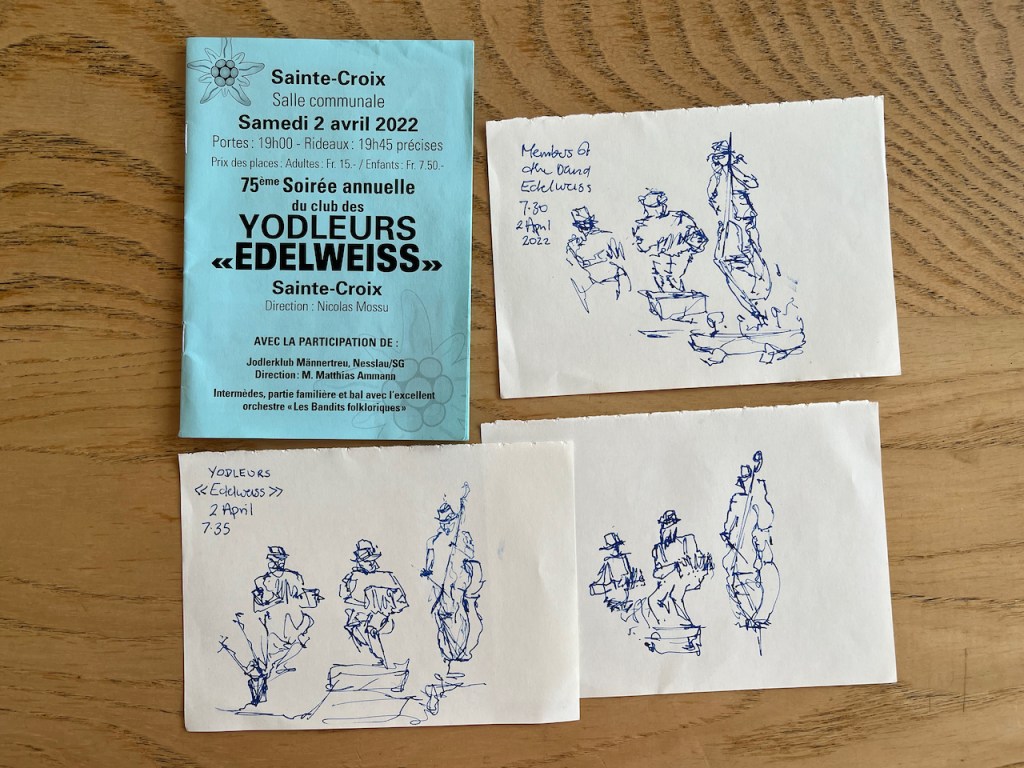 Sainte-Croix
Salle communale
Samedi 2 avril 2022
Portes : 19h00 - Rideaux : 19h45 précises
Prix des places : Adultes : Fr. 15.- / Enfants : Fr. 7.50.-
75ème Soirée annuelle
du club des
YODLEURS
«EDELWEISS»
Sainte-Croix
Direction : Nicolas Mossu
AVEC LA PARTICIPATION DE :
Jodlerklub Männertreu, Nesslau/SG
Direction : M. Matthias Ammann
Intermèdes, partie familière et bal avec l'excellent
orchestre «Les Bandits folkloriques»
Members of
the Band
Edelweiss
7.30
2 April
2022
YODLEURS
«Edelweiss»
2 April
7.35